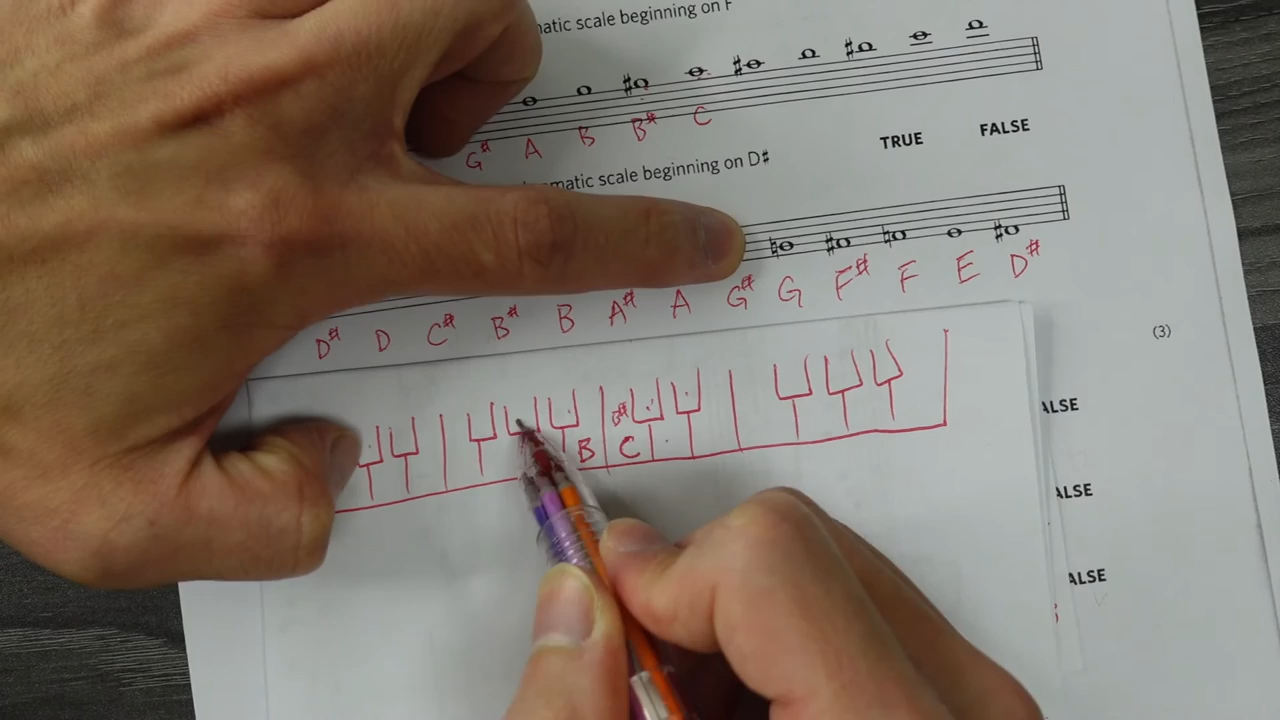 matic scale beginning on F
G# A B B# C
TRUE FALSE
matic scale beginning on D#
D# D C# B# B A# A G# G F# F E D#
(3)
B#
B C
ALSE
ALSE
ALSE